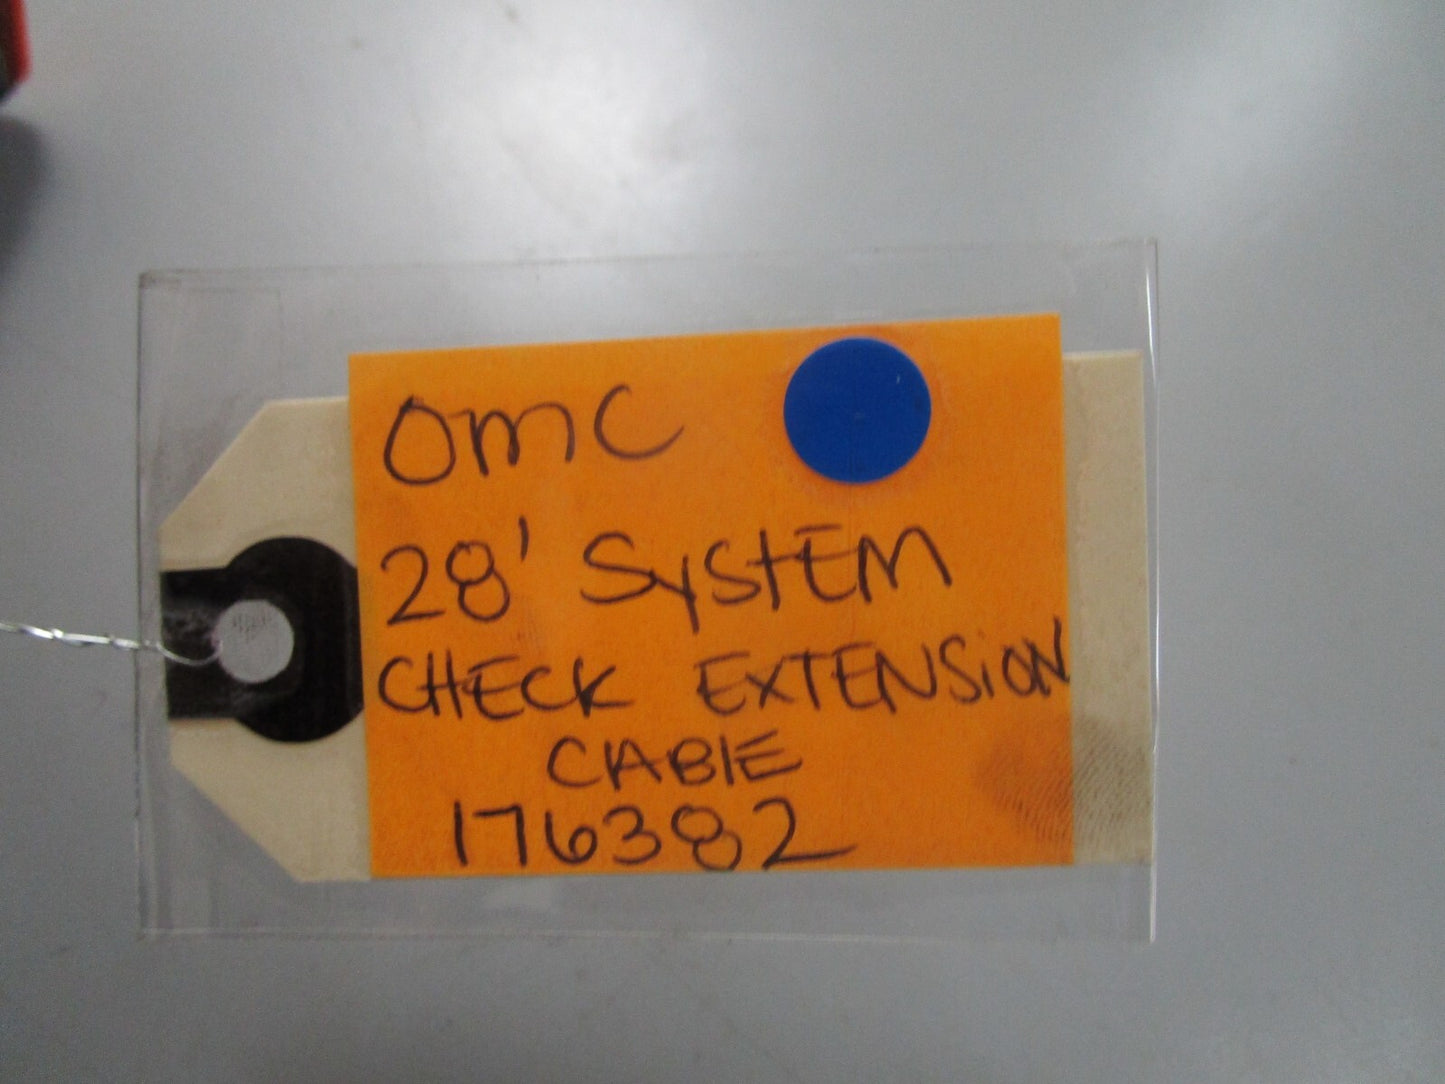 OMC
28' SYSTEM
CHECK EXTENSiON
CABlE
176382